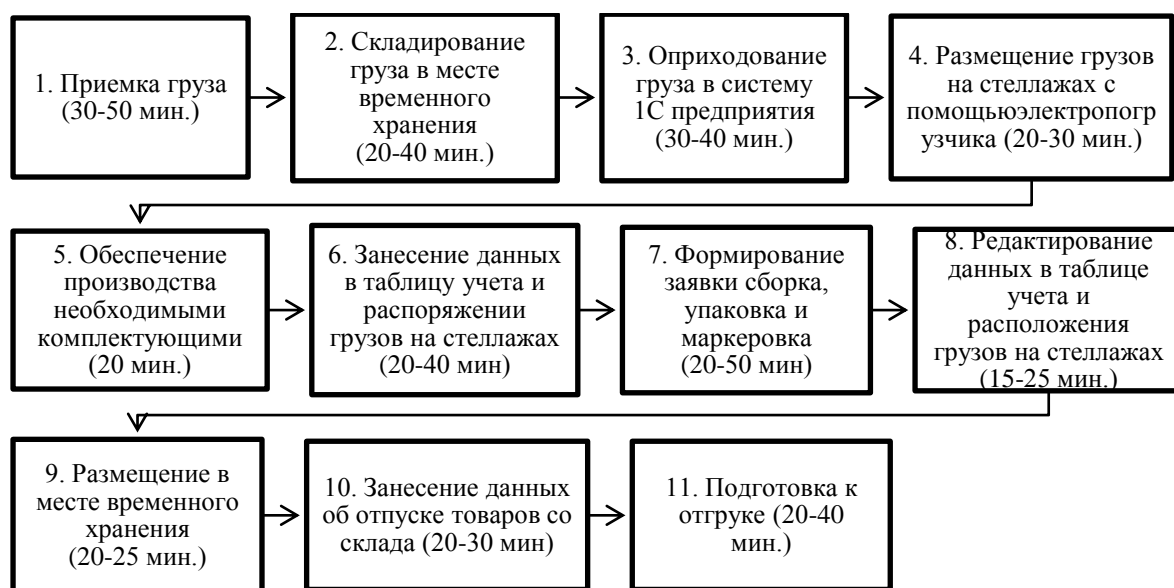 1. Приемка груза
(30-50 мин.)
2. Складирование
груза в месте
временного
хранения
(20-40 мин.)
3. Оприходование
груза в систему
1С предприятия
(30-40 мин.)
4. Размещение грузов
на стеллажах с
помощьюэлектропогр
узчика (20-30 мин.)
5. Обеспечение
производства
необходимыми
комплектующими
(20 мин.)
6. Занесение данных
в таблицу учета и
распоряжении
грузов на стеллажах
(20-40 мин)
7. Формирование
заявки сборка,
упаковка и
маркеровка
(20-50 мин)
8. Редактирование
данных в таблице
учета и
расположения
грузов на стеллажах
(15-25 мин.)
9. Размещение в
месте временного
хранения
(20-25 мин.)
10. Занесение данных
об отпуске товаров со
склада (20-30 мин)
11. Подготовка к
отгруке (20-40
мин.)